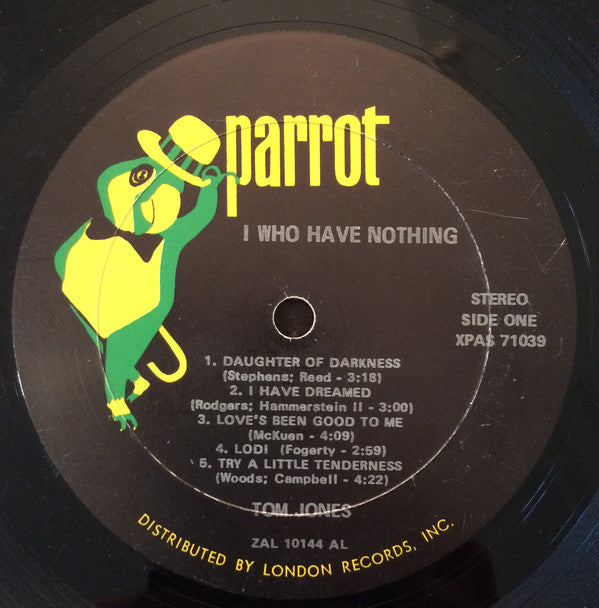 parrot
I WHO HAVE NOTHING
STEREO
SIDE ONE
XPAS 71039
1. DAUGHTER OF DARKNESS
(Stephens; Reed - 3:18)
2. I HAVE DREAMED
(Rodgers; Hammerstein II - 3:00)
3. LOVE'S BEEN GOOD TO ME
(McKuen - 4:09)
4. LODI (Fogerty - 2:59)
5. TRY A LITTLE TENDERNESS
(Woods; Campbell - 4:22)
TOM JONES
ZAL 10144 AL
DISTRIBUTED BY LONDON RECORDS, INC.